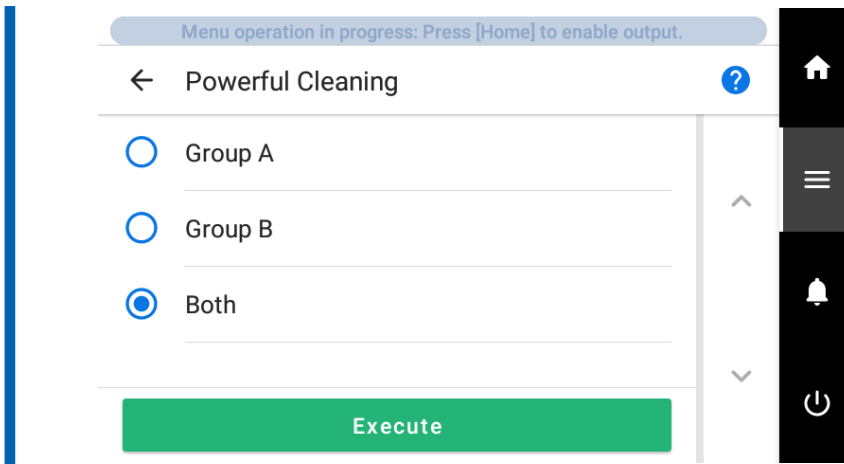 Menu operation in progress: Press [Home] to enable output.
Powerful Cleaning
?
Group A
Group B
Both
Execute